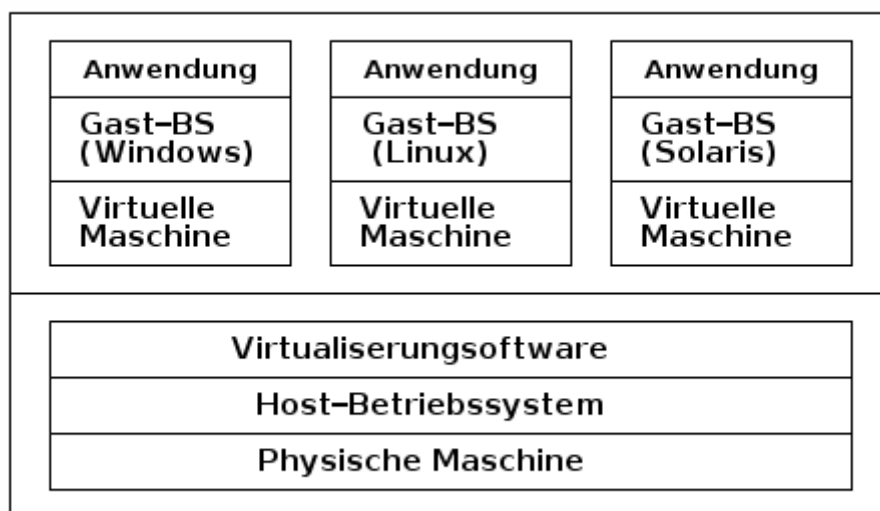 Anwendung
Gast–BS
(Windows)
Virtuelle
Maschine
Anwendung
Gast–BS
(Linux)
Virtuelle
Maschine
Anwendung
Gast–BS
(Solaris)
Virtuelle
Maschine
Virtualiserungsoftware
Host–Betriebssystem
Physische Maschine